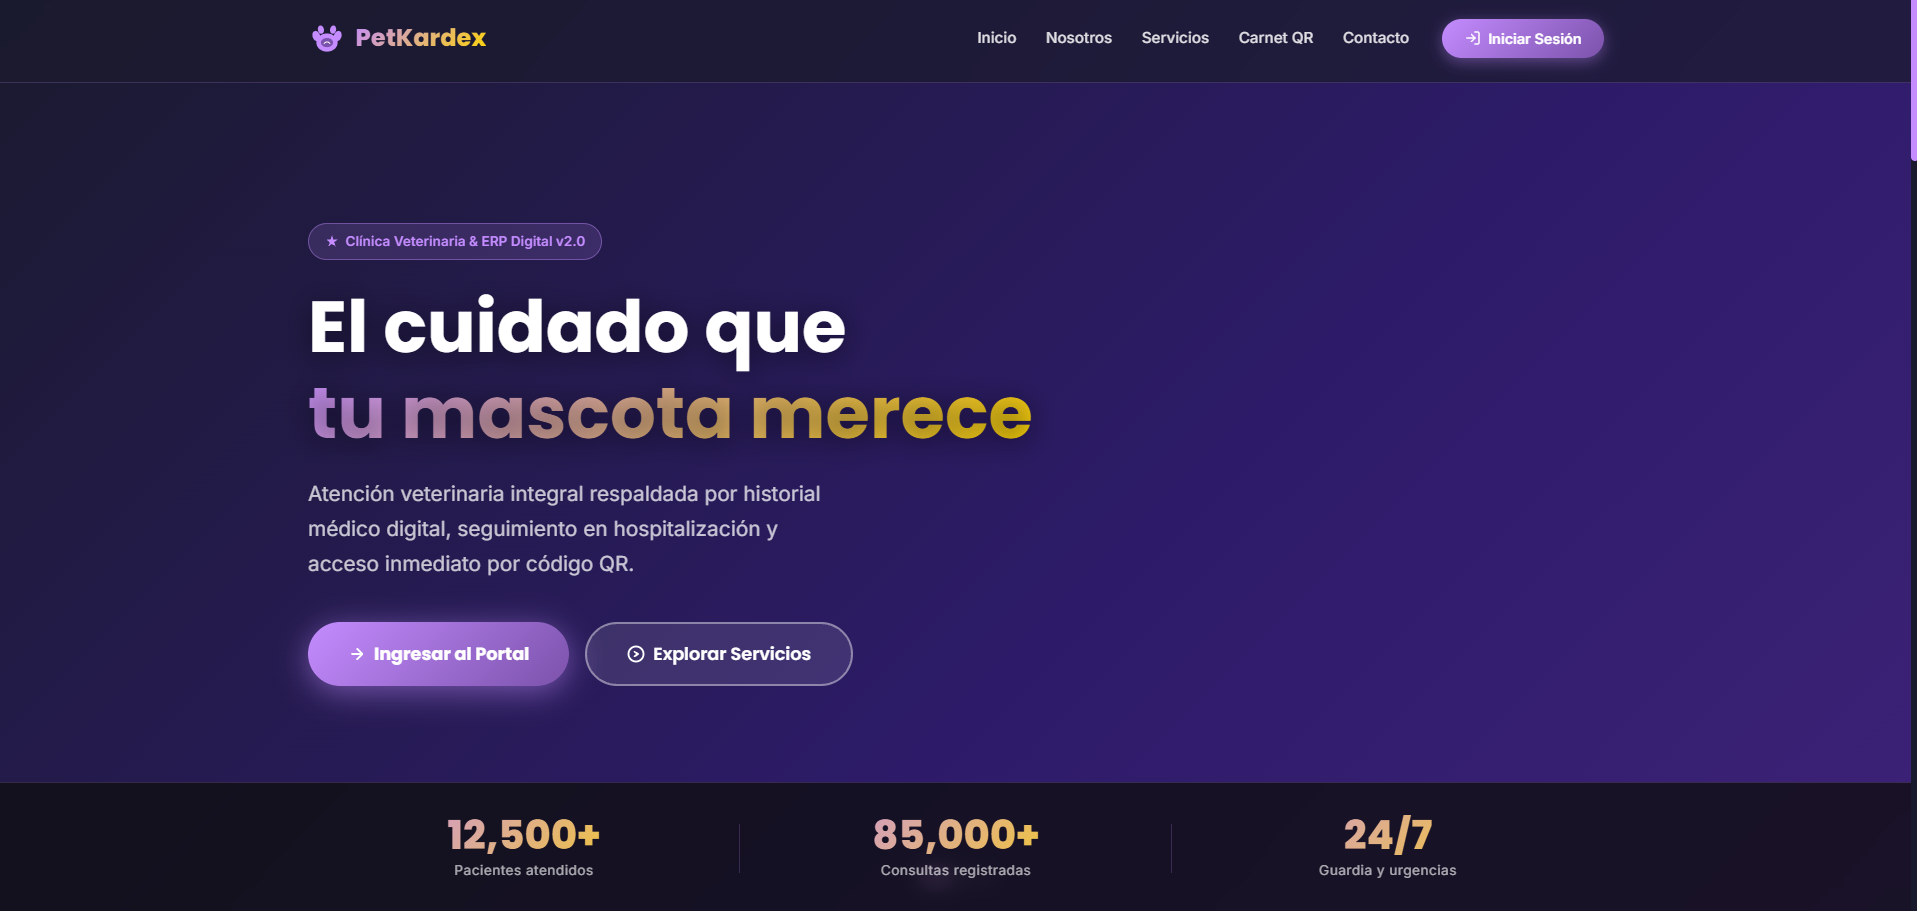 PetKardex
Inicio
Nosotros
Servicios
Carnet QR
Contacto
Iniciar Sesión
★ Clínica Veterinaria & ERP Digital v2.0
El cuidado que
tu mascota merece
Atención veterinaria integral respaldada por historial
médico digital, seguimiento en hospitalización y
acceso inmediato por código QR.
Ingresar al Portal
Explorar Servicios
12,500+
Pacientes atendidos
85,000+
Consultas registradas
24/7
Guardia y urgencias